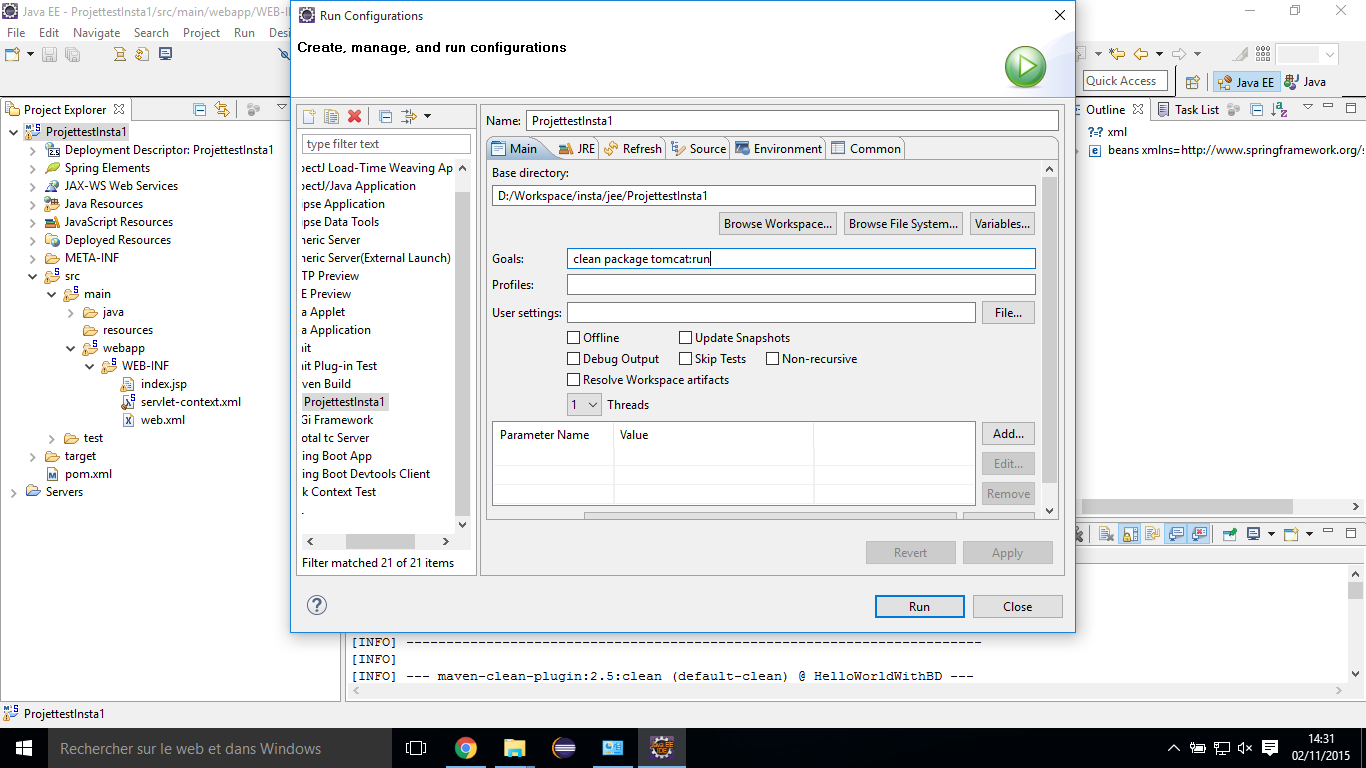 Java EE - ProjettestInsta1/src/main/webapp/WEB-IN
File Edit Navigate Search Project Run Desi
Quick Access
Java EE
Java
Project Explorer
ProjettestInsta1
Deployment Descriptor: ProjettestInsta1
Spring Elements
JAX-WS Web Services
Java Resources
JavaScript Resources
Deployed Resources
META-INF
src
main
java
resources
webapp
WEB-INF
index.jsp
servlet-context.xml
web.xml
test
target
pom.xml
Servers
Run Configurations
Create, manage, and run configurations
type filter text
pectJ Load-Time Weaving Ap
pectJ/Java Application
pse Application
pse Data Tools
neric Server
neric Server(External Launch)
TP Preview
E Preview
a Applet
a Application
it
it Plug-in Test
ven Build
ProjettestInsta1
Gi Framework
otal tc Server
ing Boot App
ing Boot Devtools Client
k Context Test
Filter matched 21 of 21 items
Name: ProjettestInsta1
Main JRE Refresh Source Environment Common
Base directory:
D:/Workspace/insta/jee/ProjettestInsta1
Browse Workspace... Browse File System... Variables...
Goals: clean package tomcat:run
Profiles:
User settings: File...
Offline Update Snapshots
Debug Output Skip Tests Non-recursive
Resolve Workspace artifacts
1 Threads
Parameter Name Value
Add...
Edit...
Remove
Revert Apply
Run Close
Outline Task List
xml
beans xmlns=http://www.springframework.org/s
[INFO] ------------------------------------------------------------------------
[INFO]
[INFO] --- maven-clean-plugin:2.5:clean (default-clean) @ HelloWorldWithBD ---
ProjettestInsta1
Rechercher sur le web et dans Windows
14:31
02/11/2015